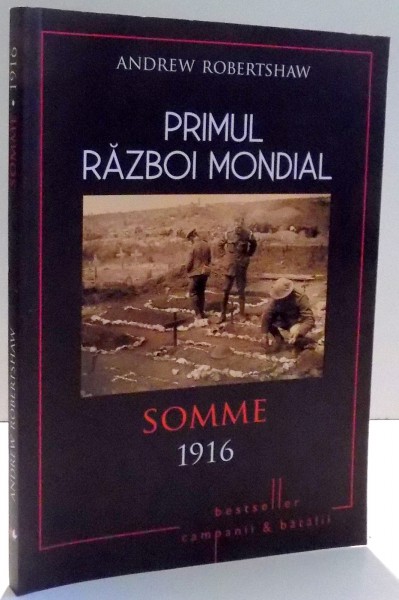 ANDREW ROBERTSHAW
PRIMUL
RĂZBOI MONDIAL
SOMME
1916
bestseller
campanii & bătălii
ANDREW ROBERTSHAW
SOMME • 1916